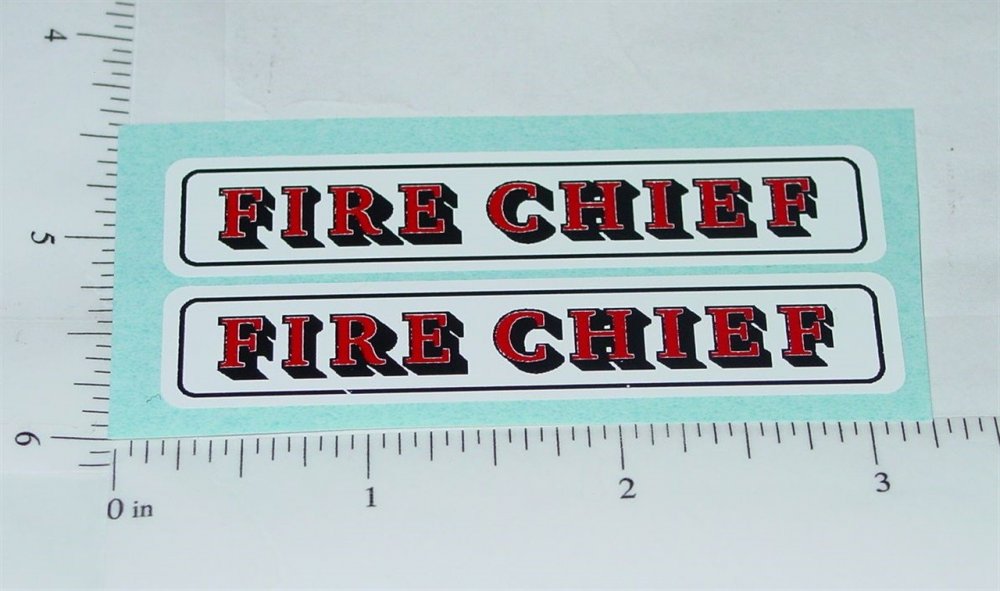 4
5
6
FIRE CHIEF
FIRE CHIEF
0 in 1 2 3